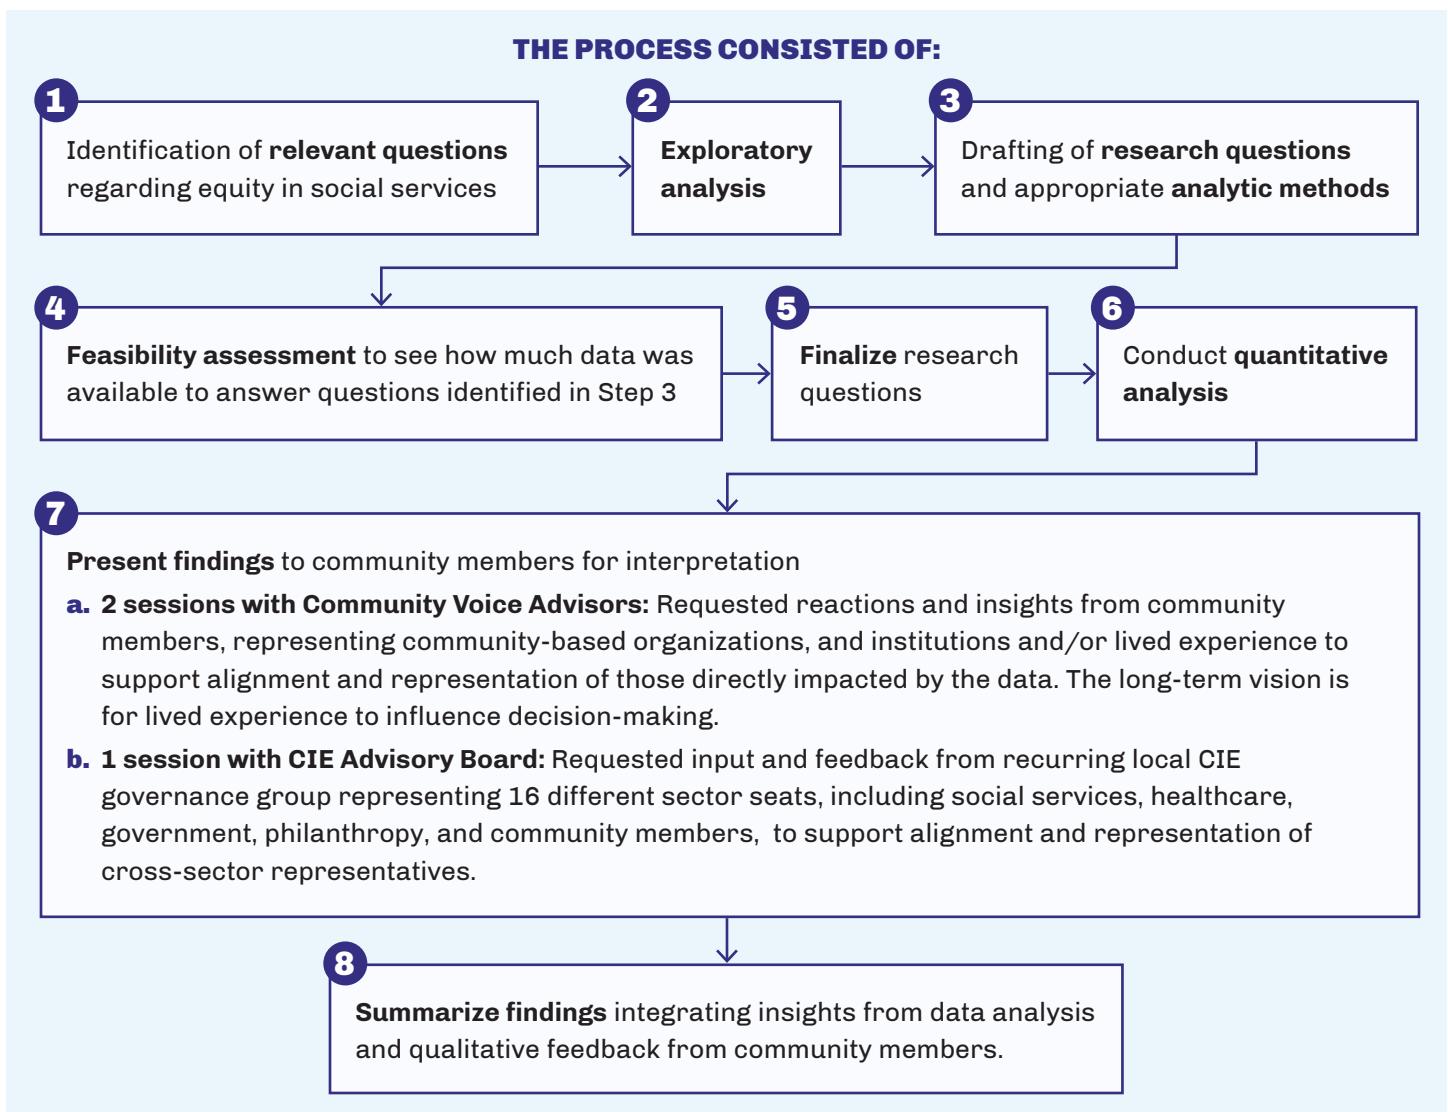 THE PROCESS CONSISTED OF:
1
Identification of relevant questions
regarding equity in social services
2
Exploratory
analysis
3
Drafting of research questions
and appropriate analytic methods
4
Feasibility assessment to see how much data was
available to answer questions identified in Step 3
5
Finalize research
questions
6
Conduct quantitative
analysis
7
Present findings to community members for interpretation
a. 2 sessions with Community Voice Advisors: Requested reactions and insights from community
members, representing community-based organizations, and institutions and/or lived experience to
support alignment and representation of those directly impacted by the data. The long-term vision is
for lived experience to influence decision-making.
b. 1 session with CIE Advisory Board: Requested input and feedback from recurring local CIE
governance group representing 16 different sector seats, including social services, healthcare,
government, philanthropy, and community members,  to support alignment and representation of
cross-sector representatives.
8
Summarize findings integrating insights from data analysis
and qualitative feedback from community members.